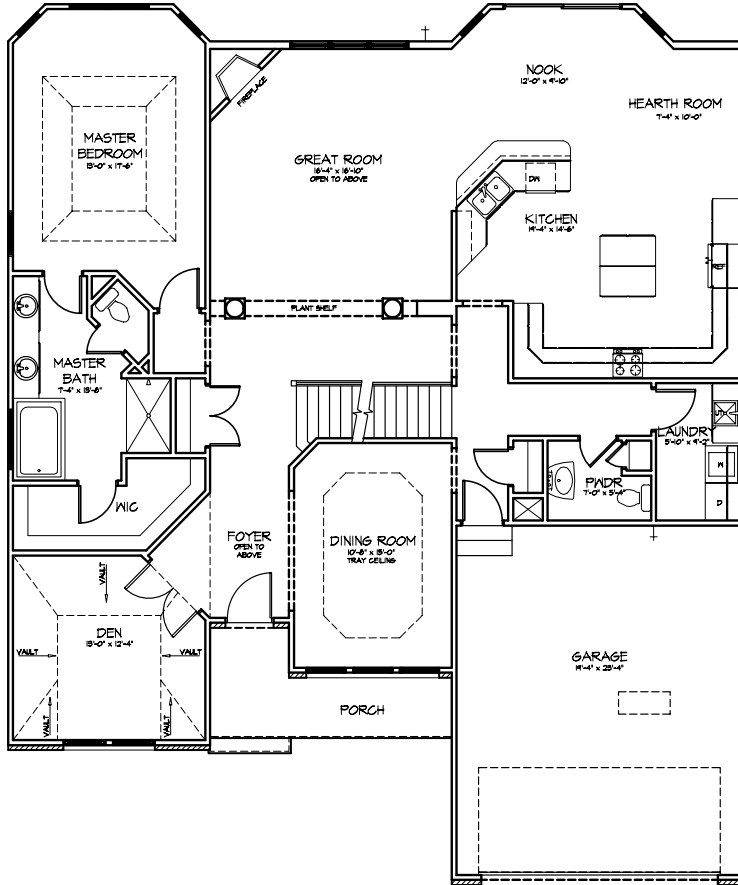 NOOK
12'-0" x 9'-10"
HEARTH ROOM
7'-4" x 10'-0"
FIREPLACE
MASTER
BEDROOM
13'-0" x 17'-6"
GREAT ROOM
16'-4" x 16'-10"
OPEN TO ABOVE
DW
KITCHEN
19'-4" x 14'-6"
REF
PLANT SHELF
MASTER
BATH
7'-4" x 13'-8"
LAUNDRY
5'-10" x 9'-2"
W
D
PWDR
7'-0" x 5'-4"
WIC
FOYER
OPEN TO
ABOVE
DINING ROOM
10'-8" x 13'-0"
TRAY CEILING
VAULT
DEN
13'-0" x 12'-4"
VAULT
VAULT
VAULT
VAULT
GARAGE
19'-4" x 23'-4"
PORCH